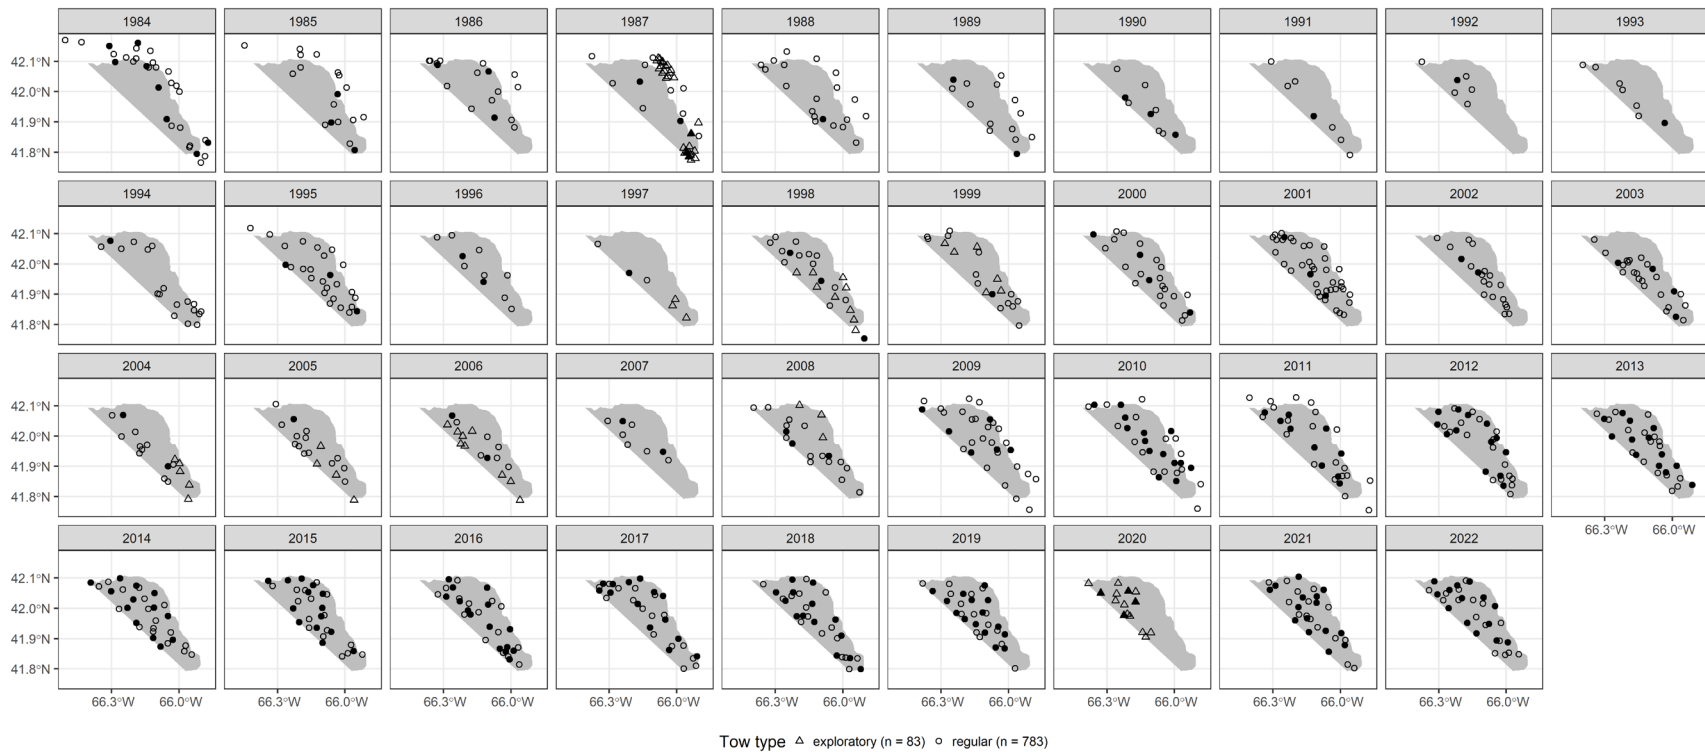 1984 1985 1986 1987 1988 1989 1990 1991 1992 1993
42.1°N
42.0°N
41.9°N
41.8°N
1994 1995 1996 1997 1998 1999 2000 2001 2002 2003
42.1°N
42.0°N
41.9°N
41.8°N
2004 2005 2006 2007 2008 2009 2010 2011 2012 2013
42.1°N
42.0°N
41.9°N
41.8°N
66.3°W 66.0°W
2014 2015 2016 2017 2018 2019 2020 2021 2022
42.1°N
42.0°N
41.9°N
41.8°N
66.3°W 66.0°W 66.3°W 66.0°W 66.3°W 66.0°W 66.3°W 66.0°W 66.3°W 66.0°W 66.3°W 66.0°W 66.3°W 66.0°W 66.3°W 66.0°W 66.3°W 66.0°W
Tow type exploratory (n = 83) regular (n = 783)